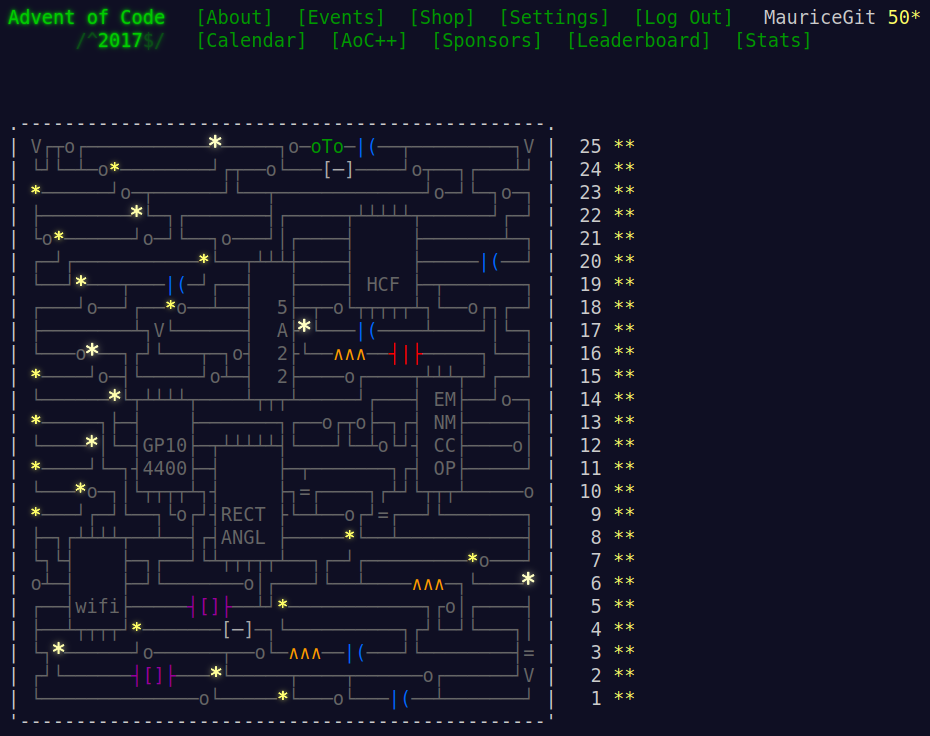 Advent of Code [About] [Events] [Shop] [Settings] [Log Out] MauriceGit 50*
/^2017$/ [Calendar] [AoC++] [Sponsors] [Leaderboard] [Stats]
V oTo |( V 25 **
[─] 24 **
23 **
22 **
21 **
|( 20 **
|( HCF 19 **
5 18 **
V A |( 17 **
2 ∧∧∧ 16 **
2 15 **
EM 14 **
NM 13 **
GP10 CC 12 **
4400 OP 11 **
= 10 **
RECT = 9 **
ANGL 8 **
7 **
∧∧∧ 6 **
wifi [] 5 **
[─] 4 **
∧∧∧ |( = 3 **
[] V 2 **
|( 1 **